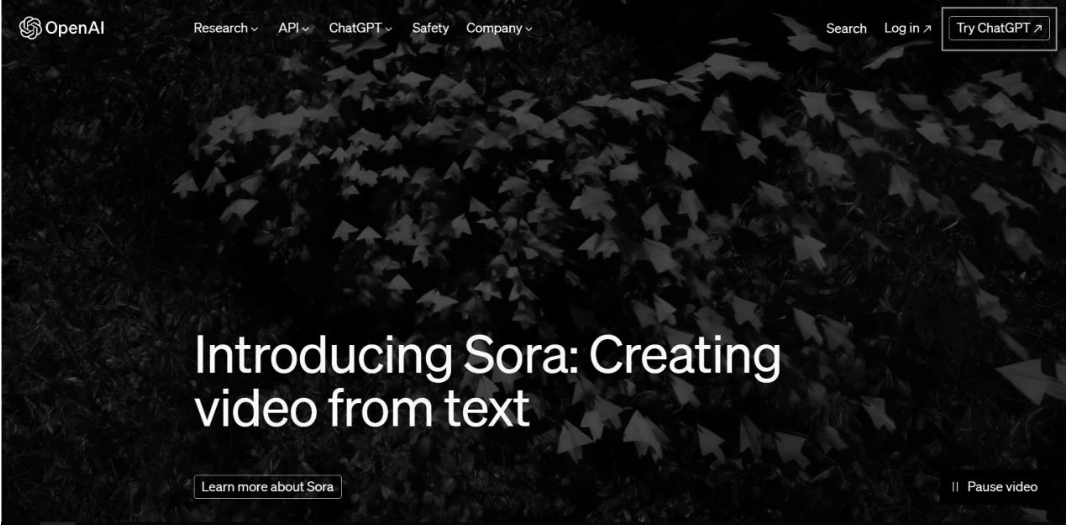 OpenAI Research API ChatGPT Safety Company Search Log in ↗ Try ChatGPT ↗
Introducing Sora: Creating
video from text
Learn more about Sora
Pause video